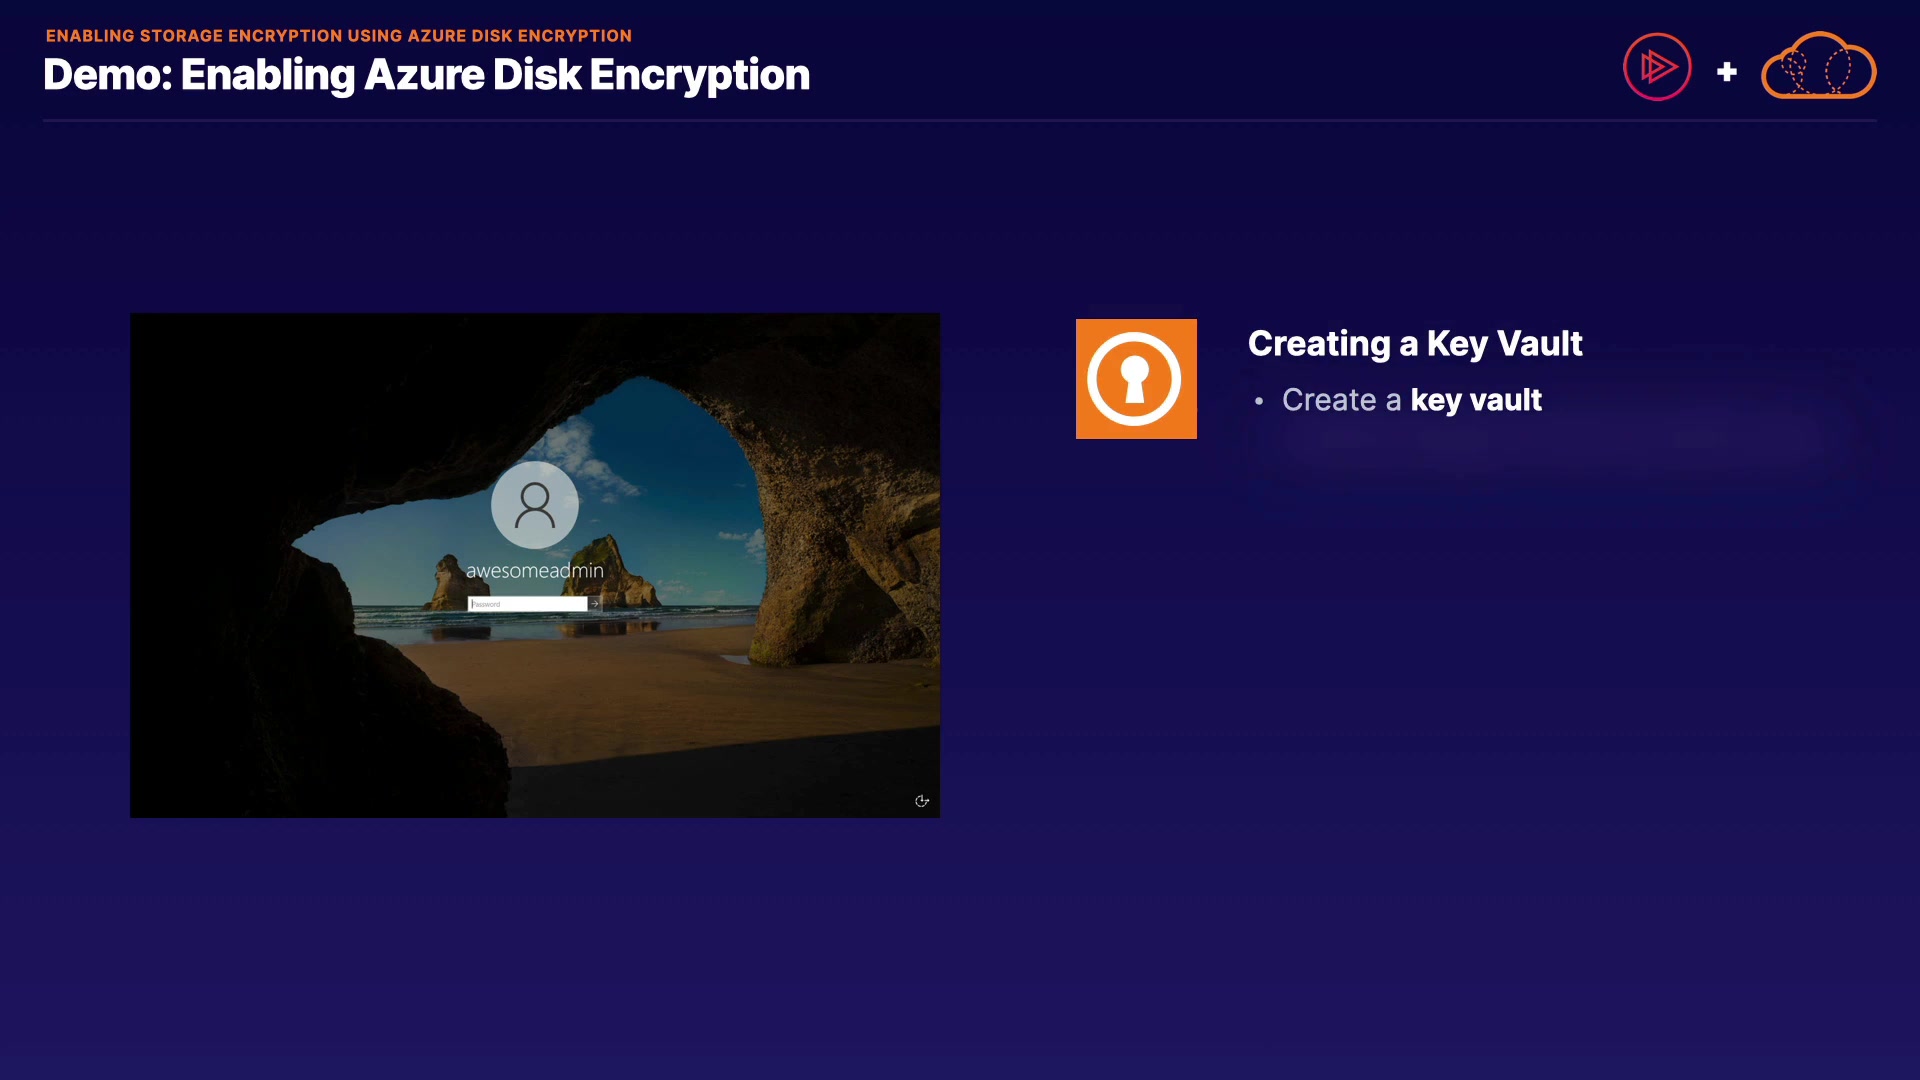 ENABLING STORAGE ENCRYPTION USING AZURE DISK ENCRYPTION
Demo: Enabling Azure Disk Encryption
awesomeadmin
Password
Creating a Key Vault
• Create a key vault